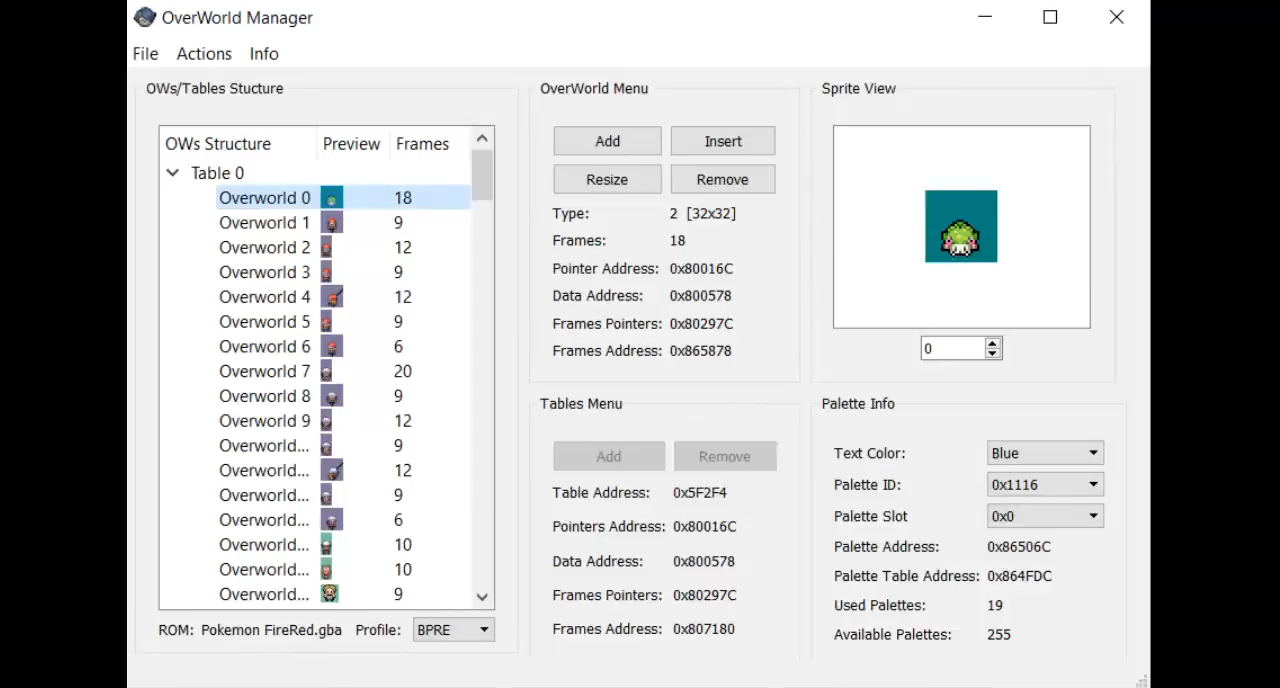 OverWorld Manager
File Actions Info
OWs/Tables Stucture
OWs Structure Preview Frames
Table 0
Overworld 0 18
Overworld 1 9
Overworld 2 12
Overworld 3 9
Overworld 4 12
Overworld 5 9
Overworld 6 6
Overworld 7 20
Overworld 8 9
Overworld 9 12
Overworld... 9
Overworld... 12
Overworld... 9
Overworld... 6
Overworld... 10
Overworld... 10
Overworld... 9
ROM: Pokemon FireRed.gba Profile: BPRE
OverWorld Menu
Add Insert
Resize Remove
Type: 2 [32x32]
Frames: 18
Pointer Address: 0x80016C
Data Address: 0x800578
Frames Pointers: 0x80297C
Frames Address: 0x865878
Tables Menu
Add Remove
Table Address: 0x5F2F4
Pointers Address: 0x80016C
Data Address: 0x800578
Frames Pointers: 0x80297C
Frames Address: 0x807180
Sprite View
0
Palette Info
Text Color: Blue
Palette ID: 0x1116
Palette Slot 0x0
Palette Address: 0x86506C
Palette Table Address: 0x864FDC
Used Palettes: 19
Available Palettes: 255